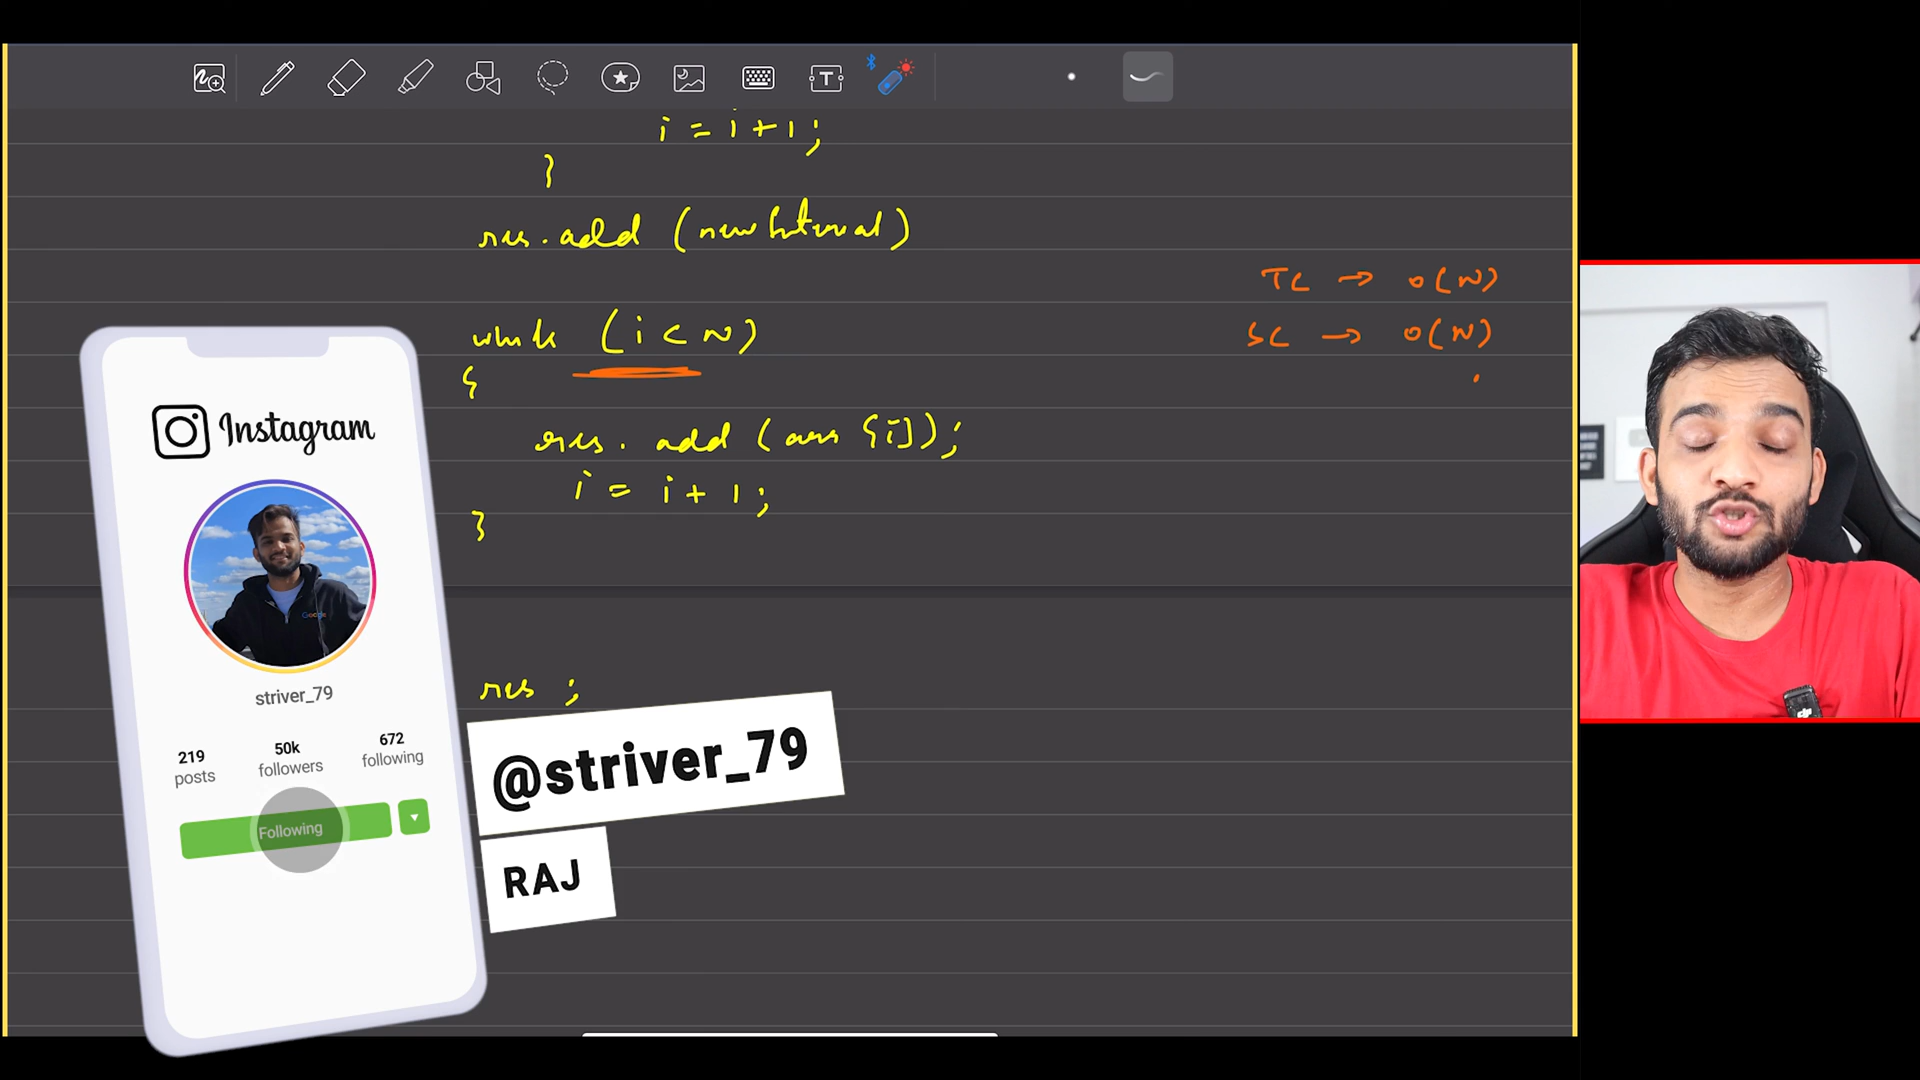 i = i + 1;
}
res.add (newInterval)
while (i < N)
{
res. add (arr [i]);
i = i + 1;
}
res ;
TC → O(N)
SC → O(N)
Instagram
striver_79
219 posts
50k followers
672 following
Following
@striver_79
RAJ